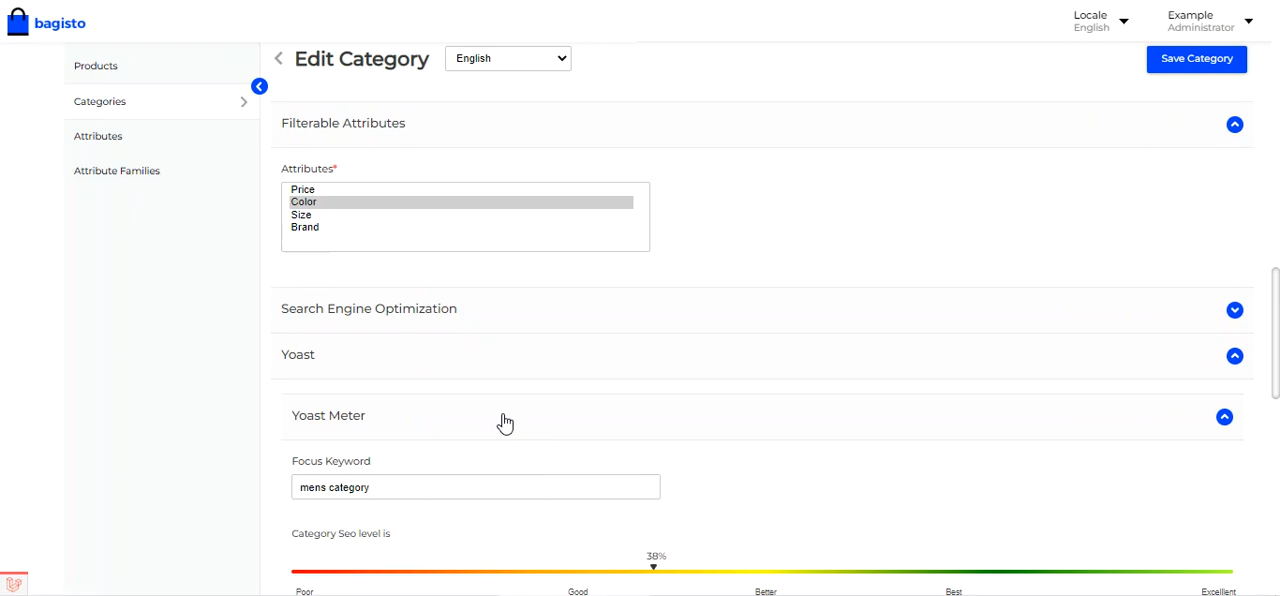 bagisto
Locale
English
Example
Administrator
Products
Categories
Attributes
Attribute Families
Edit Category
English
Save Category
Filterable Attributes
Attributes*
Price
Color
Size
Brand
Search Engine Optimization
Yoast
Yoast Meter
Focus Keyword
mens category
Category Seo level is
38%
Poor Good Better Best Excellent